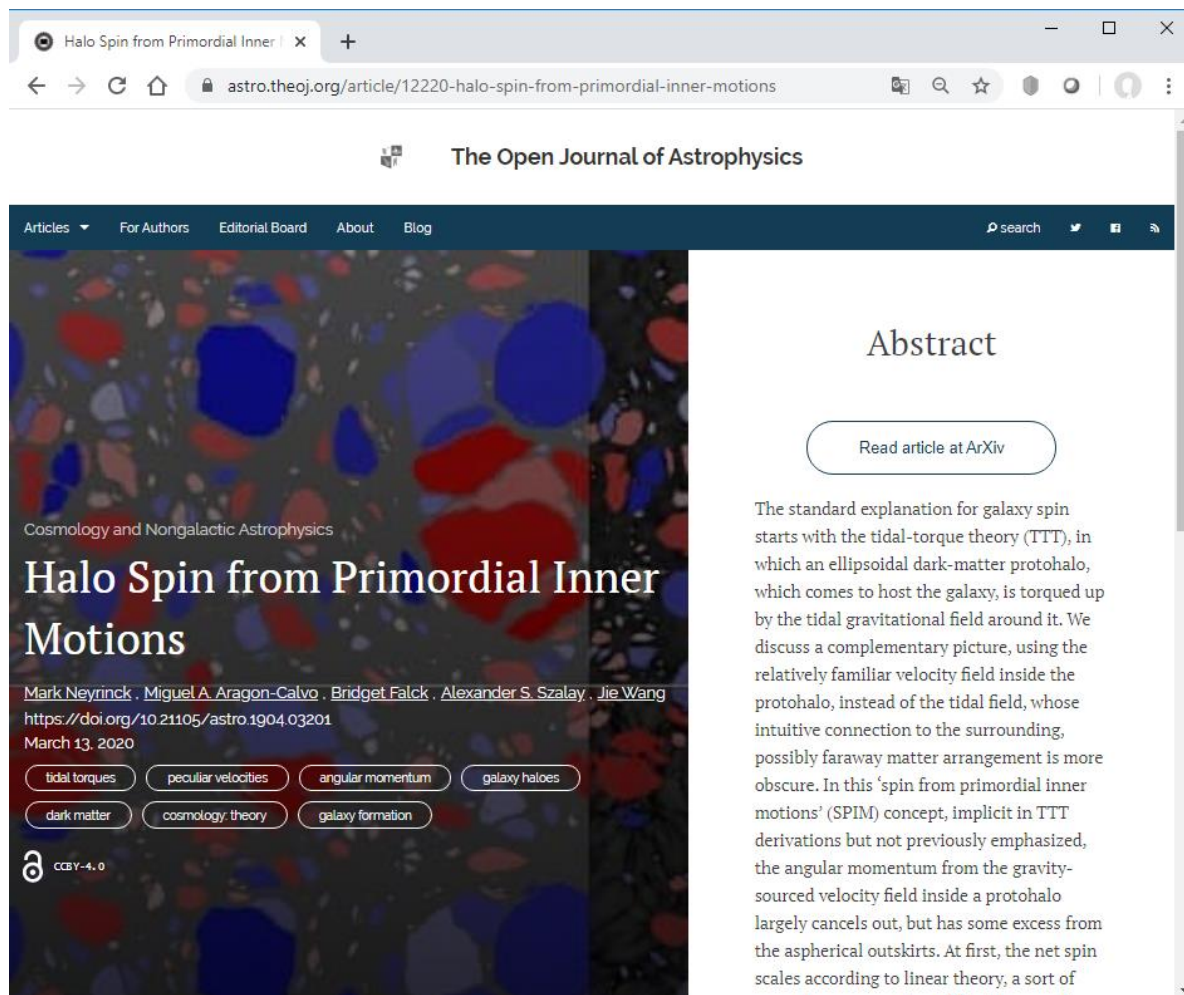 Halo Spin from Primordial Inner
astro.theoj.org/article/12220-halo-spin-from-primordial-inner-motions
The Open Journal of Astrophysics
Articles For Authors Editorial Board About Blog search
Cosmology and Nongalactic Astrophysics
Halo Spin from Primordial Inner
Motions
Mark Neyrinck , Miguel A. Aragon-Calvo , Bridget Falck , Alexander S. Szalay , Jie Wang
https://doi.org/10.21105/astro.1904.03201
March 13, 2020
tidal torques peculiar velocities angular momentum galaxy haloes
dark matter cosmology: theory galaxy formation
CCBY-4.0
Abstract
Read article at ArXiv
The standard explanation for galaxy spin
starts with the tidal-torque theory (TTT), in
which an ellipsoidal dark-matter protohalo,
which comes to host the galaxy, is torqued up
by the tidal gravitational field around it. We
discuss a complementary picture, using the
relatively familiar velocity field inside the
protohalo, instead of the tidal field, whose
intuitive connection to the surrounding,
possibly faraway matter arrangement is more
obscure. In this ‘spin from primordial inner
motions’ (SPIM) concept, implicit in TTT
derivations but not previously emphasized,
the angular momentum from the gravity-
sourced velocity field inside a protohalo
largely cancels out, but has some excess from
the aspherical outskirts. At first, the net spin
scales according to linear theory, a sort of